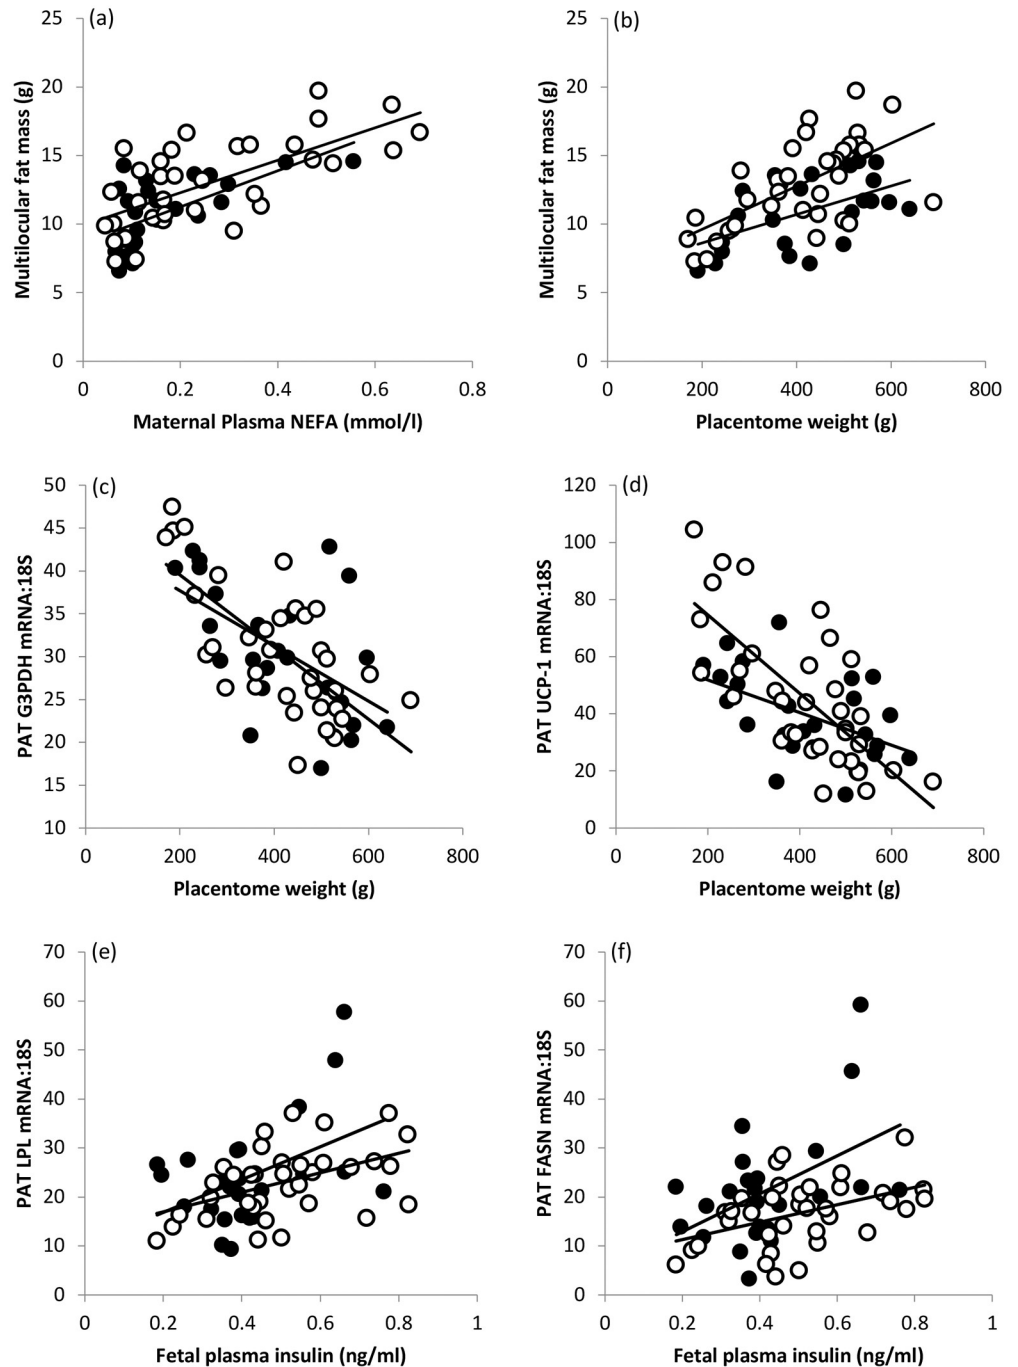 (a)
Multilocular fat mass (g)
25
20
15
10
5
0
0 0.2 0.4 0.6 0.8
Maternal Plasma NEFA (mmol/l)
(b)
Multilocular fat mass (g)
25
20
15
10
5
0
0 200 400 600 800
Placentome weight (g)
(c)
PAT G3PDH mRNA:18S
50
45
40
35
30
25
20
15
10
0 200 400 600 800
Placentome weight (g)
(d)
PAT UCP-1 mRNA:18S
120
100
80
60
40
20
0
0 200 400 600 800
Placentome weight (g)
(e)
PAT LPL mRNA:18S
70
60
50
40
30
20
10
0
0 0.2 0.4 0.6 0.8 1
Fetal plasma insulin (ng/ml)
(f)
PAT FASN mRNA:18S
70
60
50
40
30
20
10
0
0 0.2 0.4 0.6 0.8 1
Fetal plasma insulin (ng/ml)